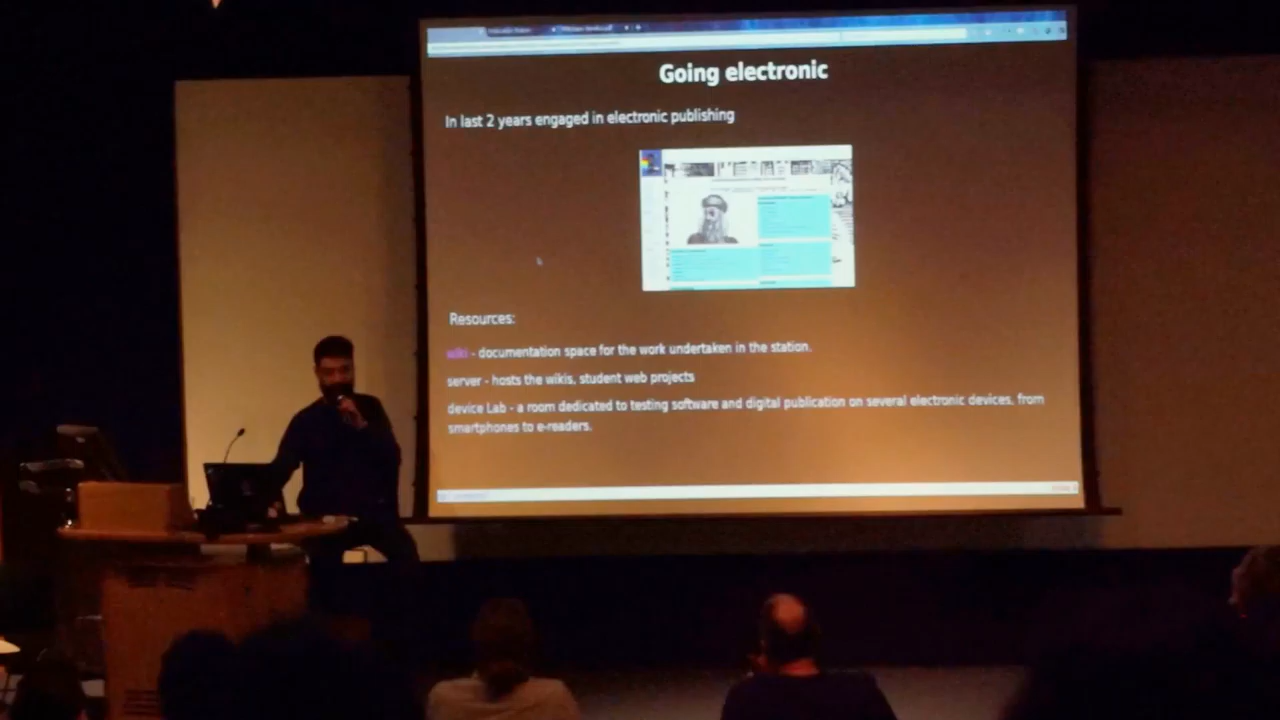 Going electronic
In last 2 years engaged in electronic publishing
Resources:
wiki - documentation space for the work undertaken in the station.
server - hosts the wikis, student web projects
device Lab - a room dedicated to testing software and digital publication on several electronic devices, from
smartphones to e-readers.